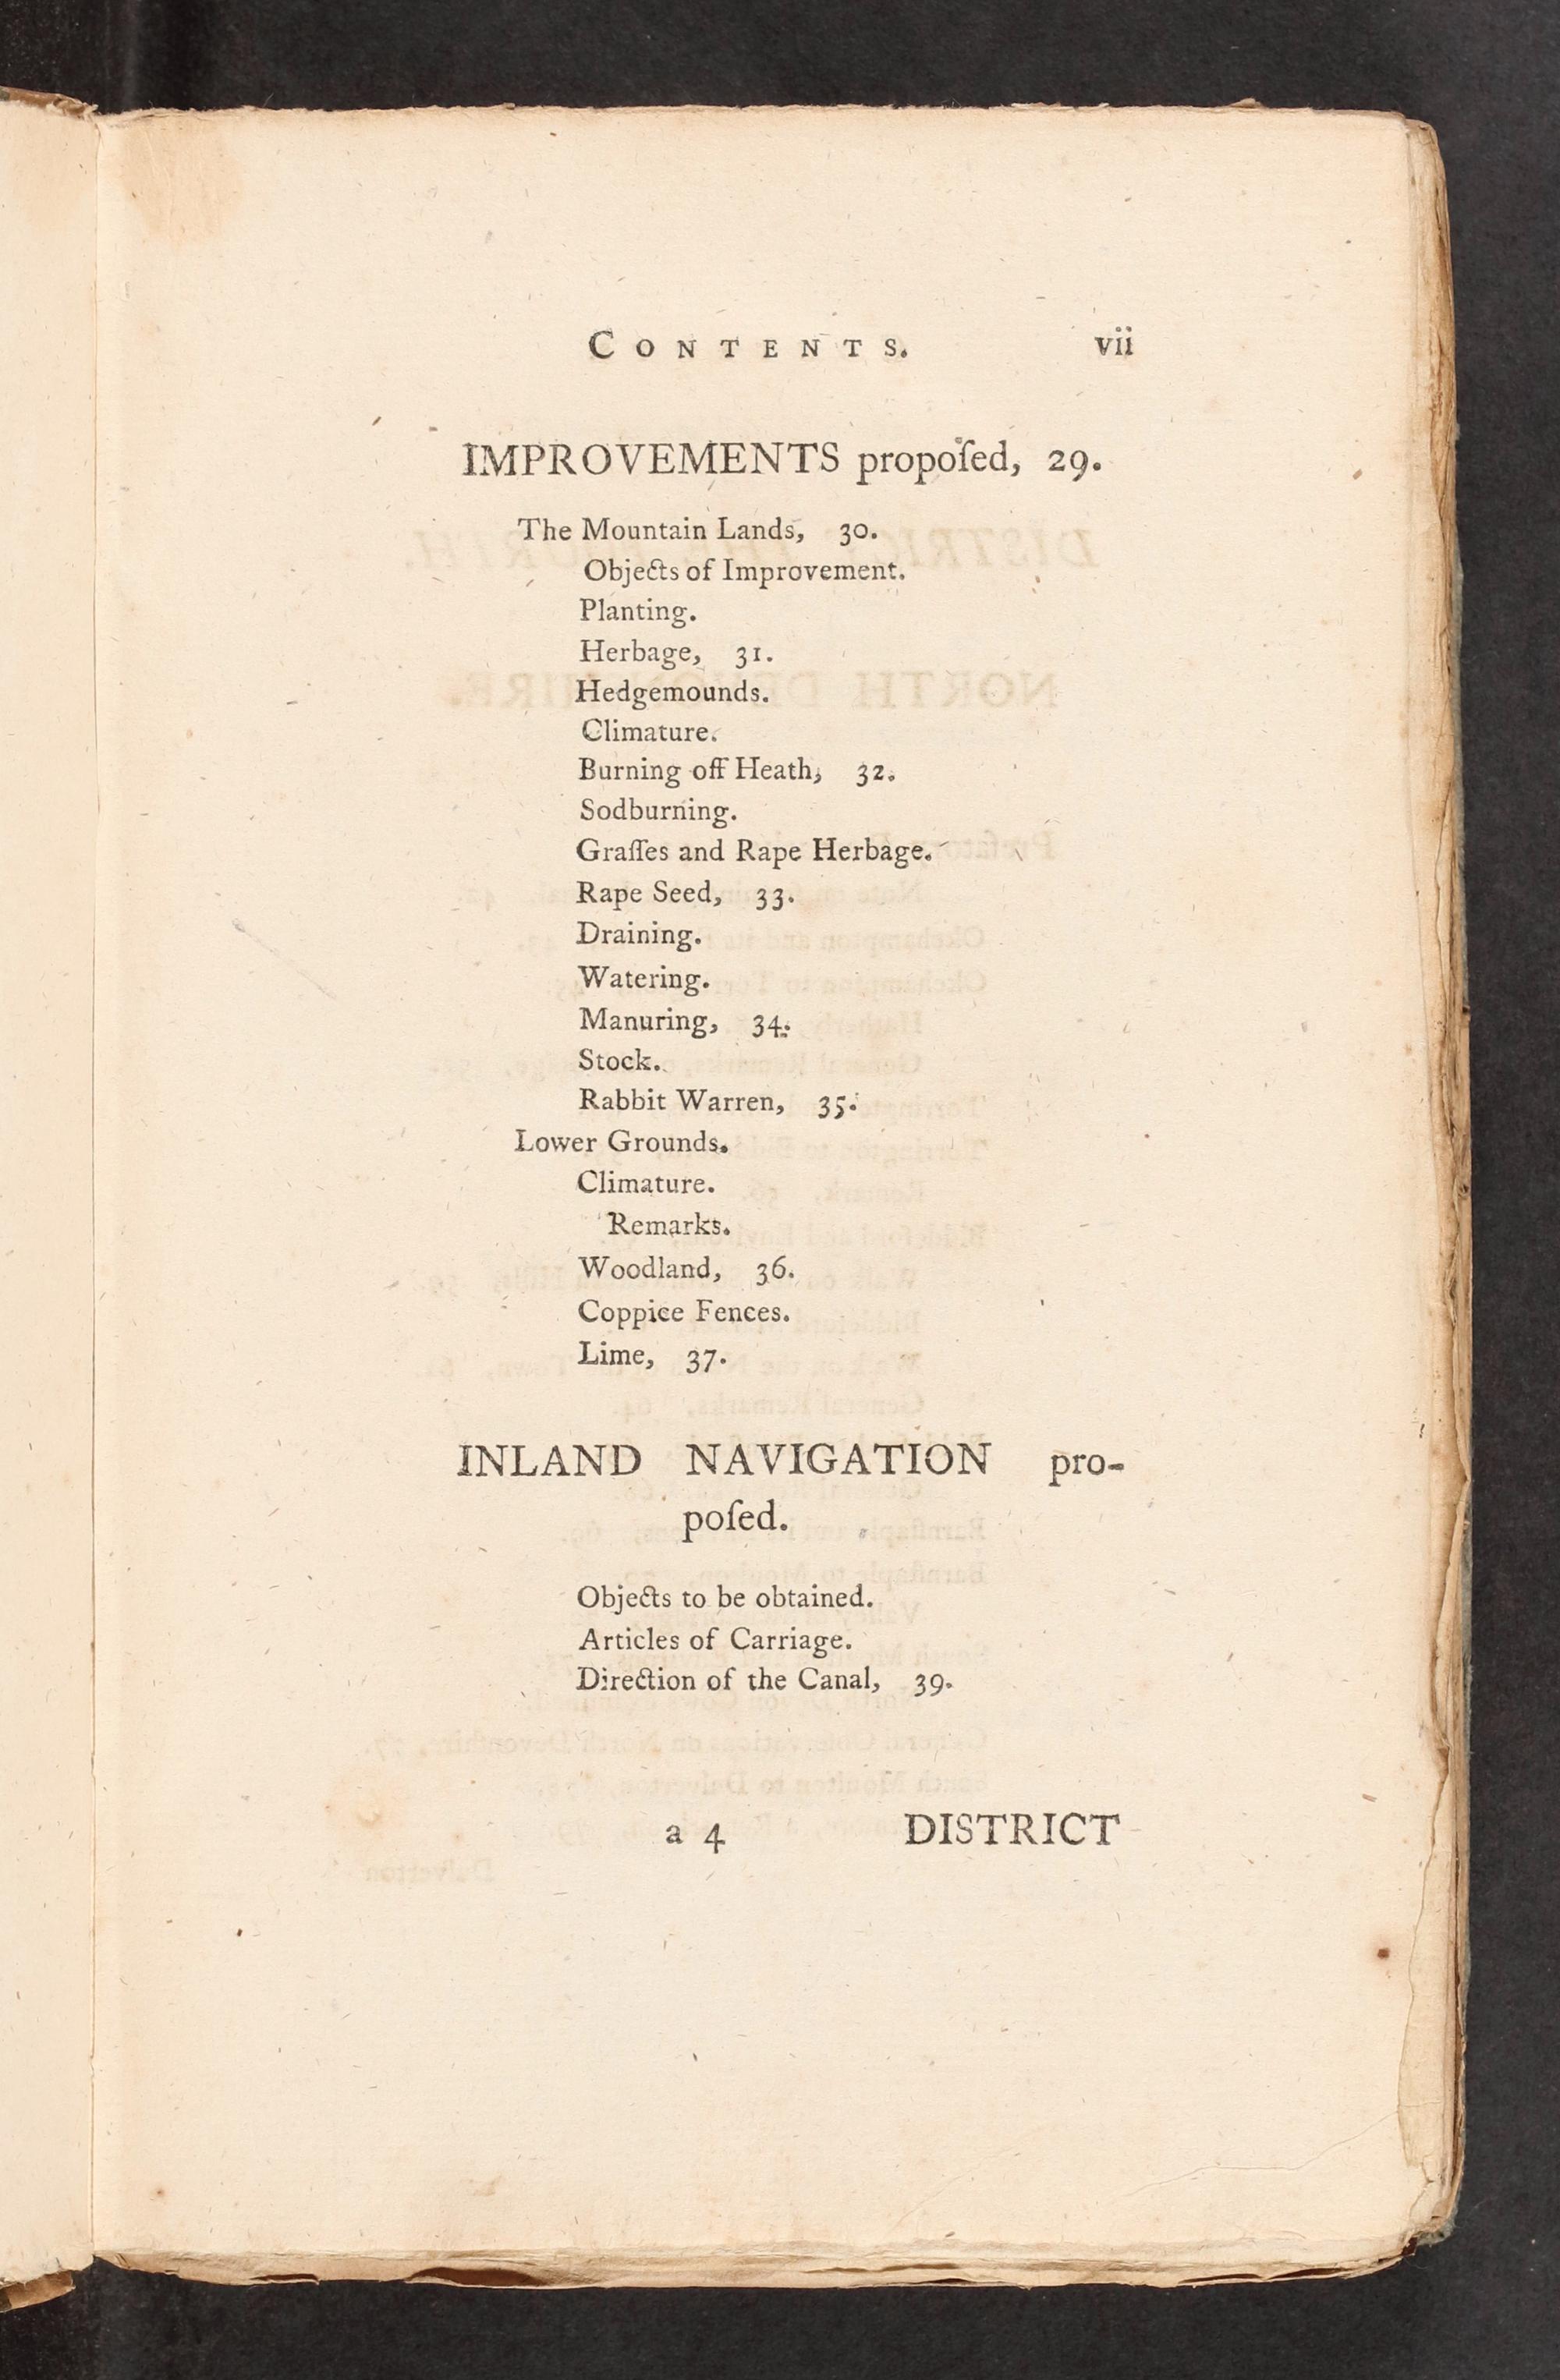 CONTENTS. vii
IMPROVEMENTS propoſed, 29.
The Mountain Lands, 30.
Objects of Improvement.
Planting.
Herbage, 31.
Hedgemounds.
Climature.
Burning off Heath, 32.
Sodburning.
Graſſes and Rape Herbage.
Rape Seed, 33.
Draining.
Watering.
Manuring, 34.
Stock.
Rabbit Warren, 35.
Lower Grounds.
Climature.
Remarks.
Woodland, 36.
Coppice Fences.
Lime, 37.
INLAND NAVIGATION pro-
poſed.
Objects to be obtained.
Articles of Carriage.
Direction of the Canal, 39.
a 4 DISTRICT